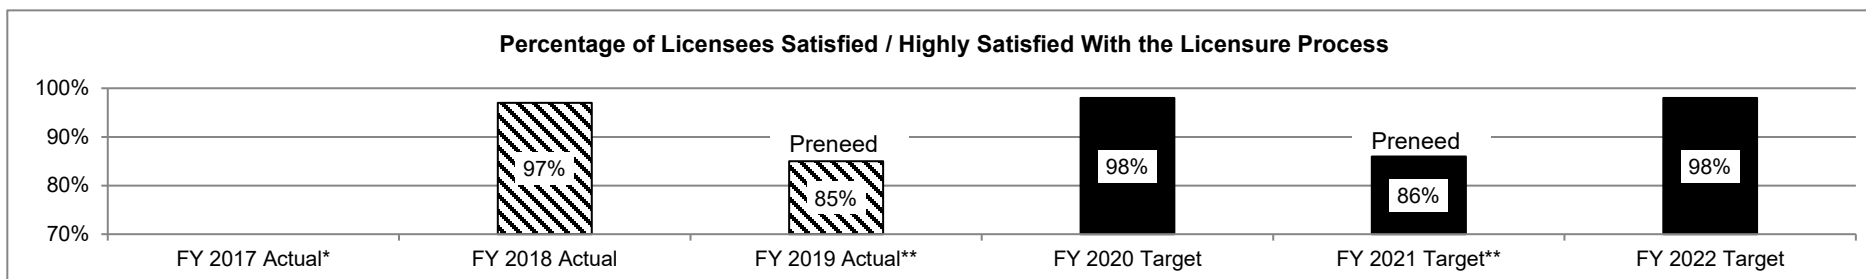 Percentage of Licensees Satisfied / Highly Satisfied With the Licensure Process
100%
90%
80%
70%
97%
Preneed
85%
98%
Preneed
86%
98%
FY 2017 Actual*
FY 2018 Actual
FY 2019 Actual**
FY 2020 Target
FY 2021 Target**
FY 2022 Target